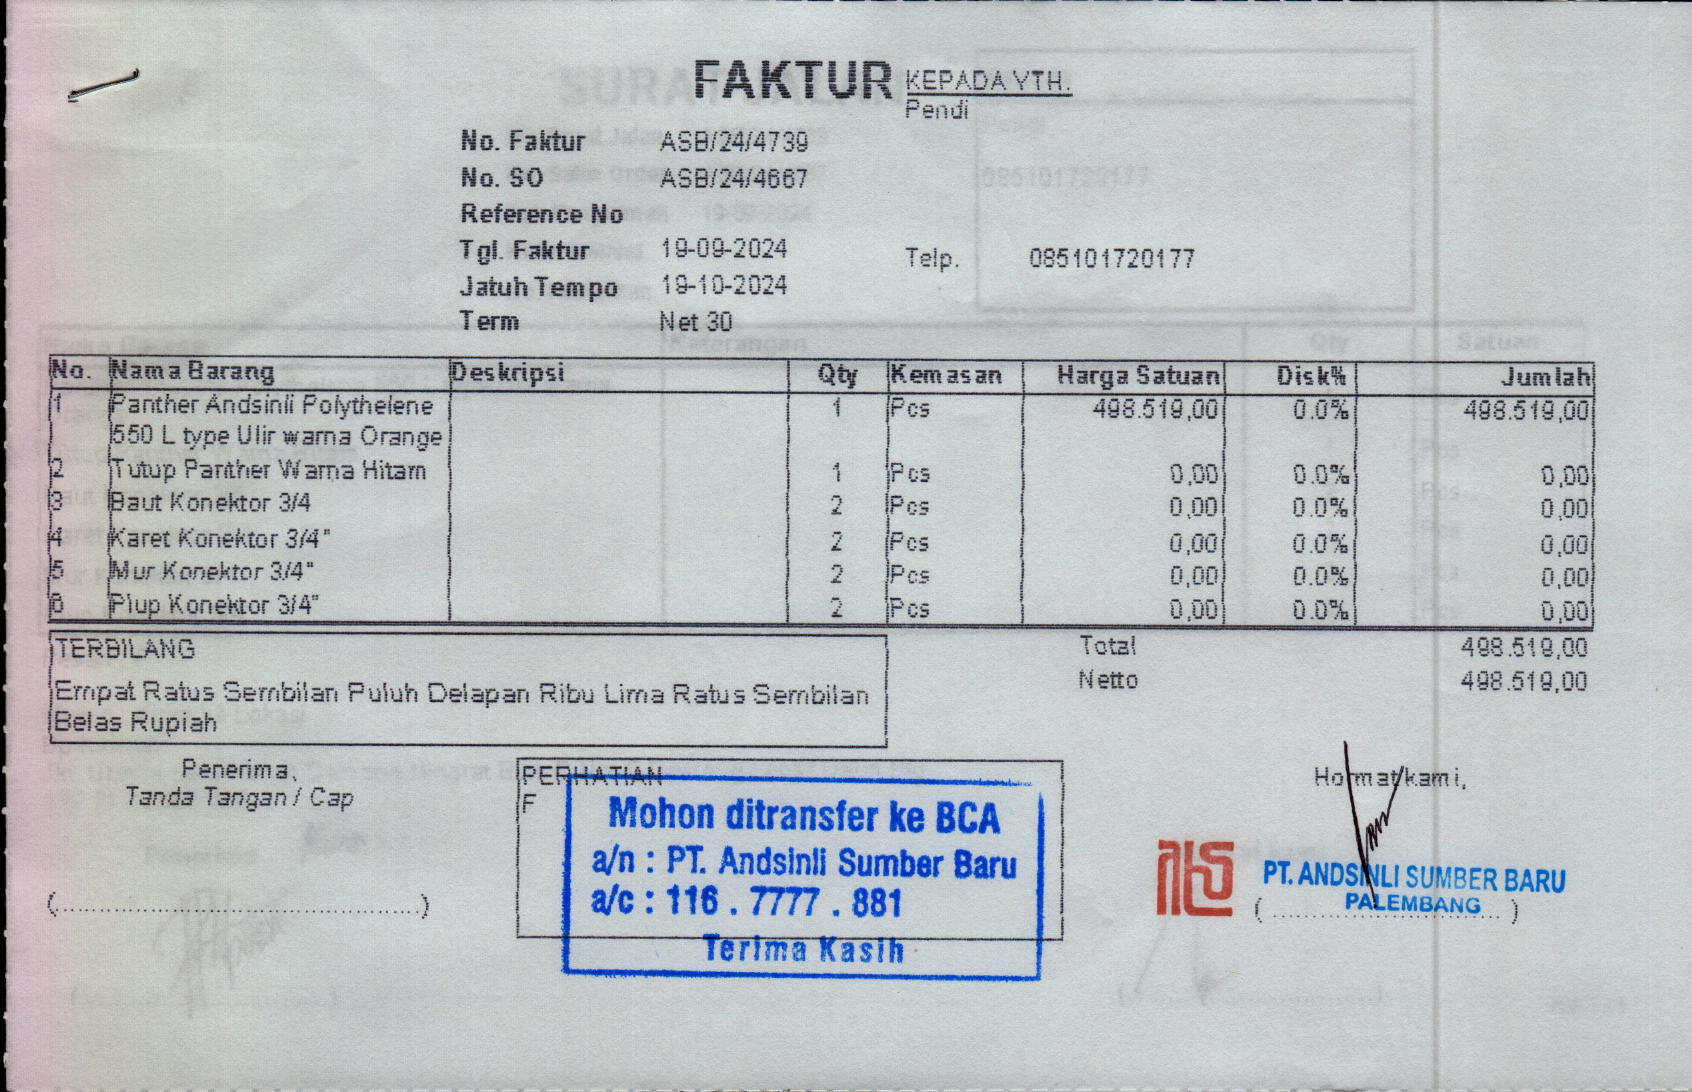 FAKTUR
KEPADA YTH.
Pendi
No. Faktur ASB/24/4739
No. SO ASB/24/4667
Reference No
Tgl. Faktur 19-09-2024
Telp. 085101720177
Jatuh Tempo 19-10-2024
Term Net 30
No. Nama Barang Deskripsi Qty Kemasan Harga Satuan Disk% Jumlah
1 Panther Andsinli Polythelene 1 Pcs 498.519,00 0.0% 498.519,00
550 L type Ulir warna Orange
2 Tutup Panther Warna Hitam 1 Pcs 0,00 0.0% 0,00
3 Baut Konektor 3/4 2 Pcs 0,00 0.0% 0,00
4 Karet Konektor 3/4" 2 Pcs 0,00 0.0% 0,00
5 Mur Konektor 3/4" 2 Pcs 0,00 0.0% 0,00
6 Plup Konektor 3/4" 2 Pcs 0,00 0.0% 0,00
TERBILANG
Empat Ratus Sembilan Puluh Delapan Ribu Lima Ratus Sembilan
Belas Rupiah
Total 498.519,00
Netto 498.519,00
Penerima,
Tanda Tangan / Cap
(..............................)
PERHATIAN
F
Mohon ditransfer ke BCA
a/n : PT. Andsinli Sumber Baru
a/c : 116 . 7777 . 881
Terima Kasih
Hormat kami,
PT. ANDSINLI SUMBER BARU
PALEMBANG
(..............................)